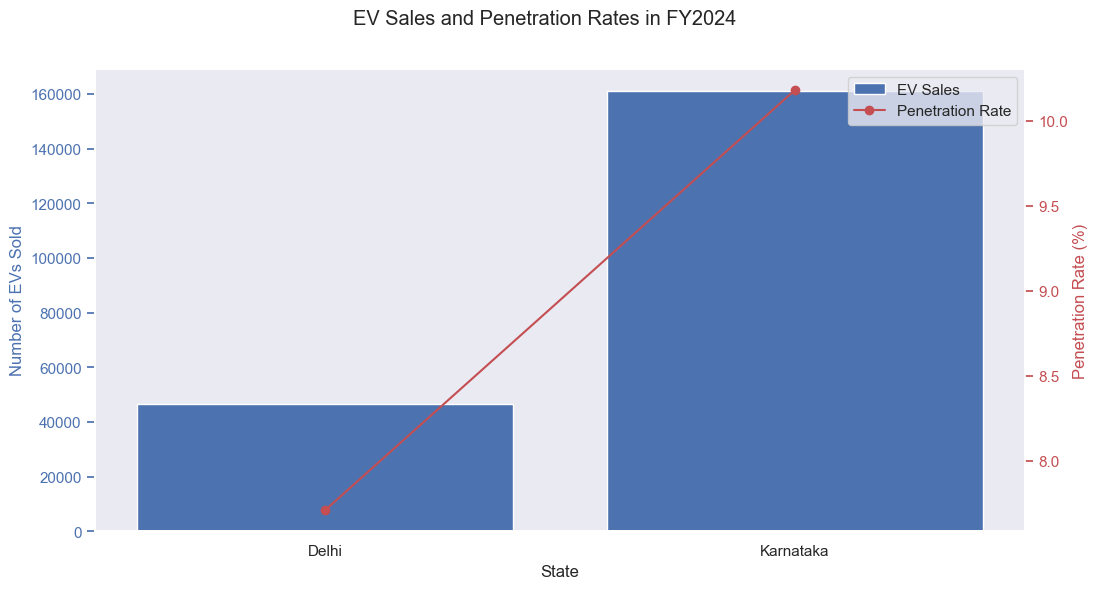 EV Sales and Penetration Rates in FY2024
EV Sales
Penetration Rate
Number of EVs Sold
160000
140000
120000
100000
80000
60000
40000
20000
0
Penetration Rate (%)
10.0
9.5
9.0
8.5
8.0
Delhi
Karnataka
State